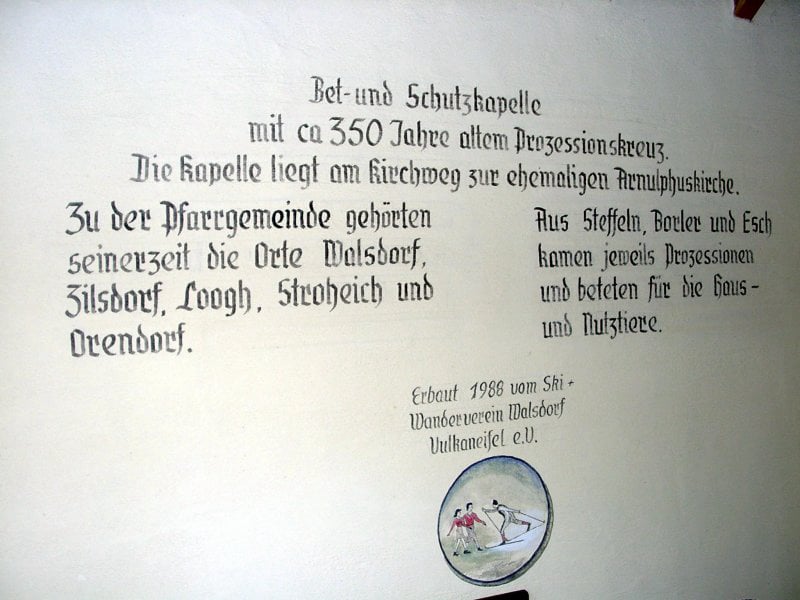 Bet- und Schutzkapelle
mit ca 350 Jahre altem Prozessionskreuz.
Die Kapelle liegt am Kirchweg zur ehemaligen Arnulphuskirche.
Zu der Pfarrgemeinde gehörten
seinerzeit die Orte Walsdorf,
Zilsdorf, Loogh, Stroheich und
Orendorf.
Aus Steffeln, Borler und Esch
kamen jeweils Prozessionen
und beteten für die Haus-
und Nutztiere.
Erbaut 1988 vom Ski +
Wanderverein Walsdorf
Vulkaneifel e.V.